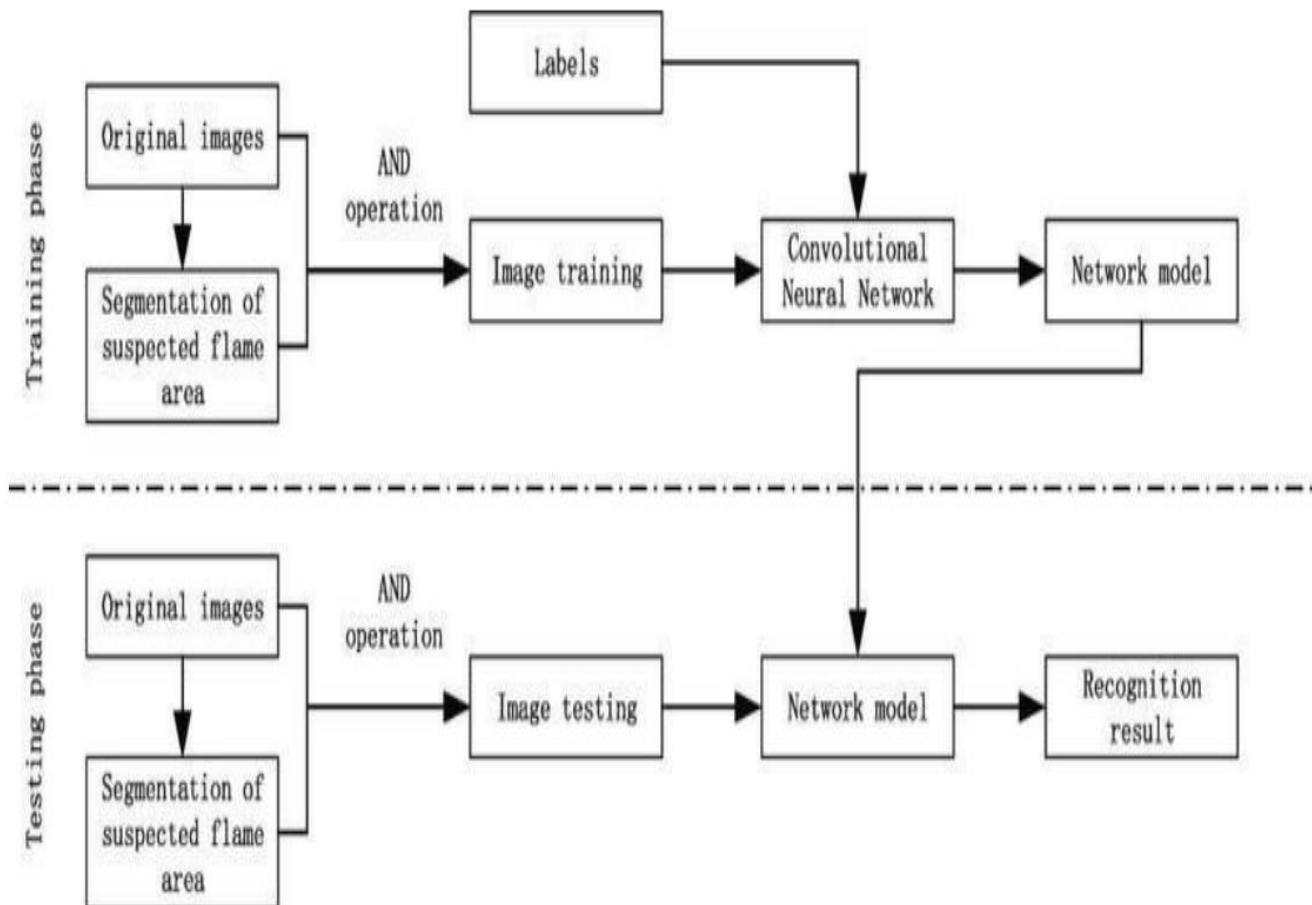 Training phase
Labels
Original images
AND
operation
Segmentation of
suspected flame
area
Image training
Convolutional
Neural Network
Network model
Testing phase
Original images
AND
operation
Segmentation of
suspected flame
area
Image testing
Network model
Recognition
result